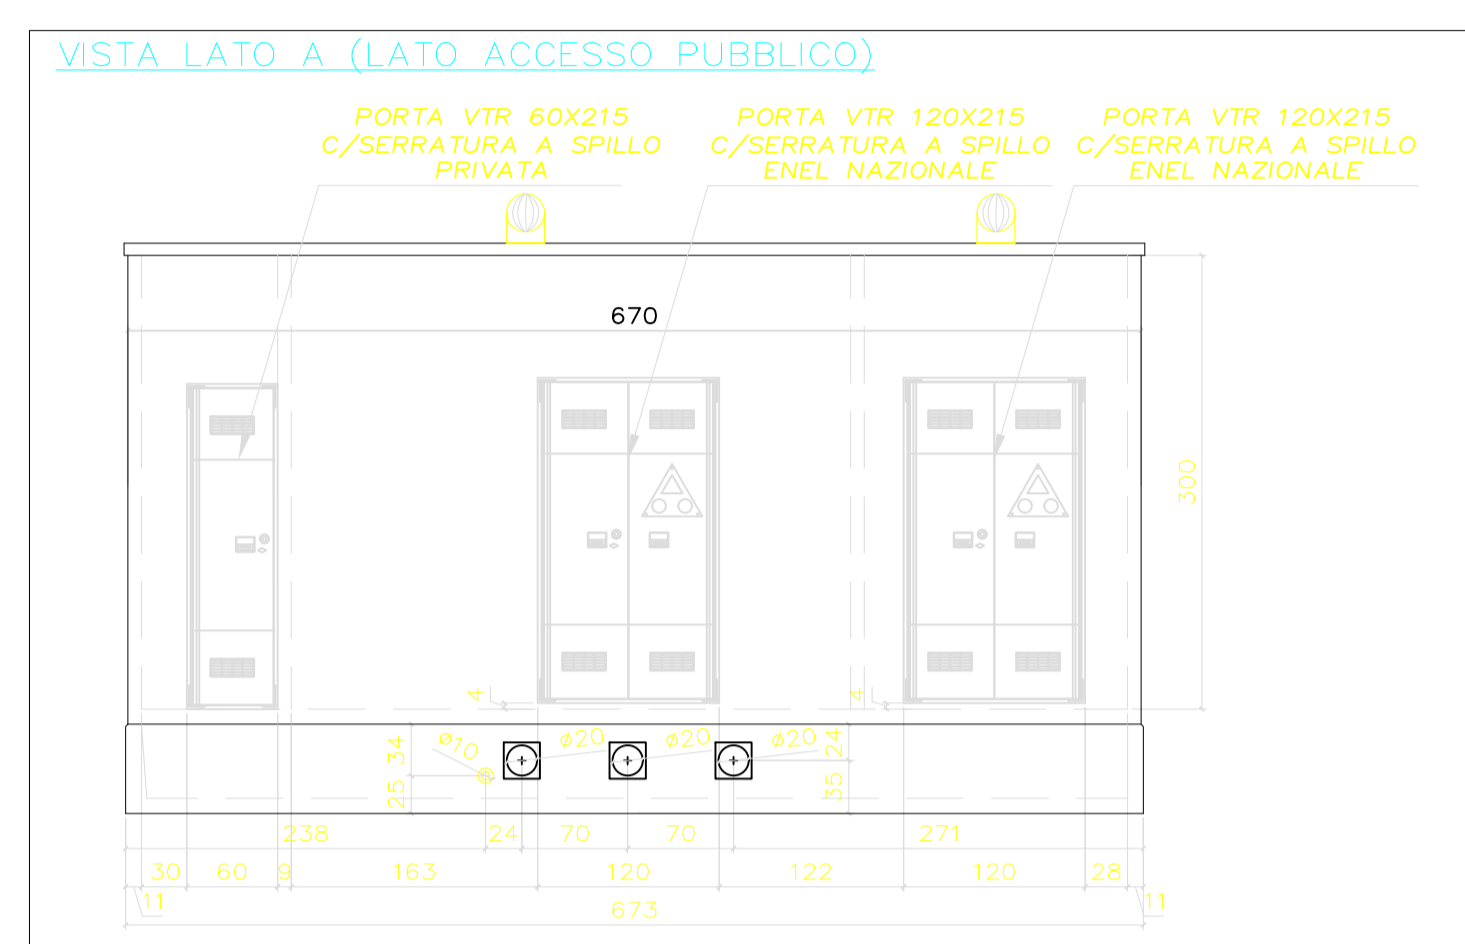 VISTA LATO A (LATO ACCESSO PUBBLICO)
PORTA VTR 60X215
C/SERRATURA A SPILLO
PRIVATA
PORTA VTR 120X215
C/SERRATURA A SPILLO
ENEL NAZIONALE
PORTA VTR 120X215
C/SERRATURA A SPILLO
ENEL NAZIONALE
670
300
4
4
34
25
ø10
ø20
ø20
ø20
24
35
238
24
70
70
271
30
60
9
163
120
122
120
28
11
11
673